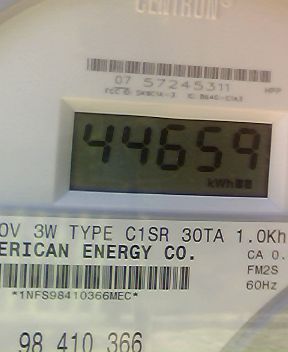 CENTRON®
07 57245311
44659
kWh
0V 3W TYPE C1SR 30TA 1.0Kh
ERICAN ENERGY CO.
CA 0.
FM2S
60Hz
*1NFS98410366MEC*
98 410 366